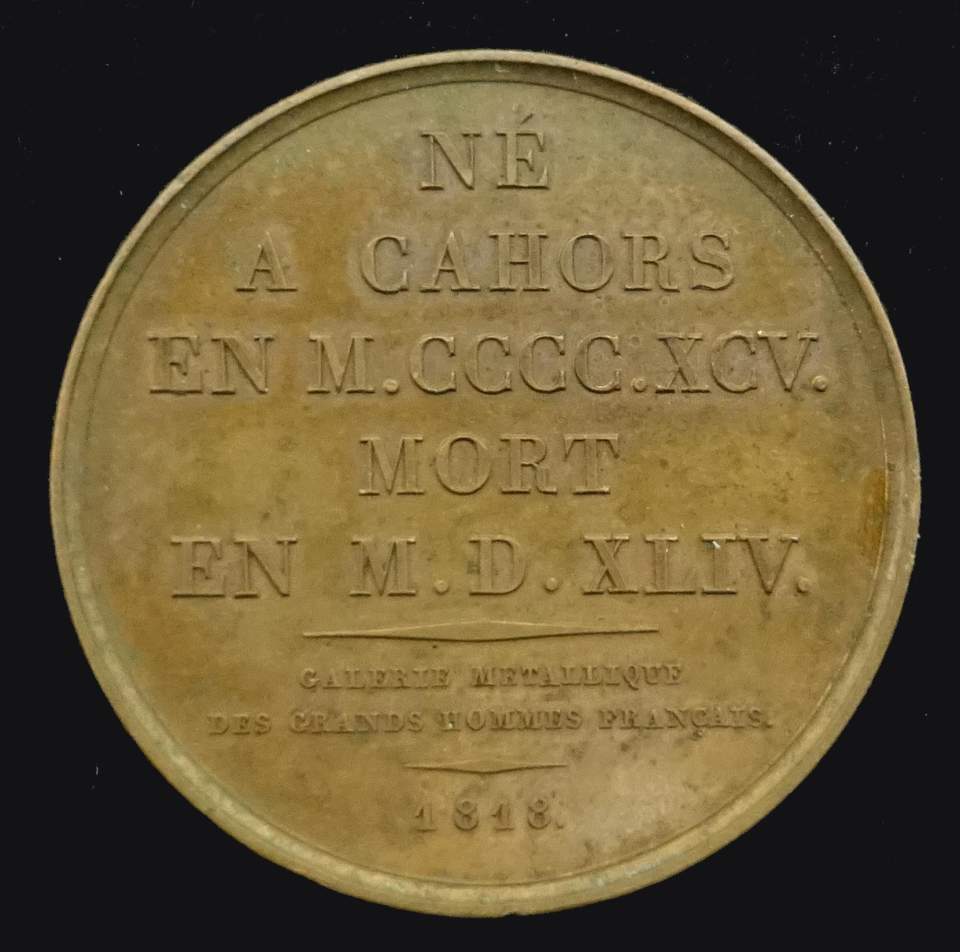 NÉ
A CAHORS
EN M.CCCC.XCV.
MORT
EN M.D.XLIV.
GALERIE METALLIQUE
DES GRANDS HOMMES FRANÇAIS.
1818.